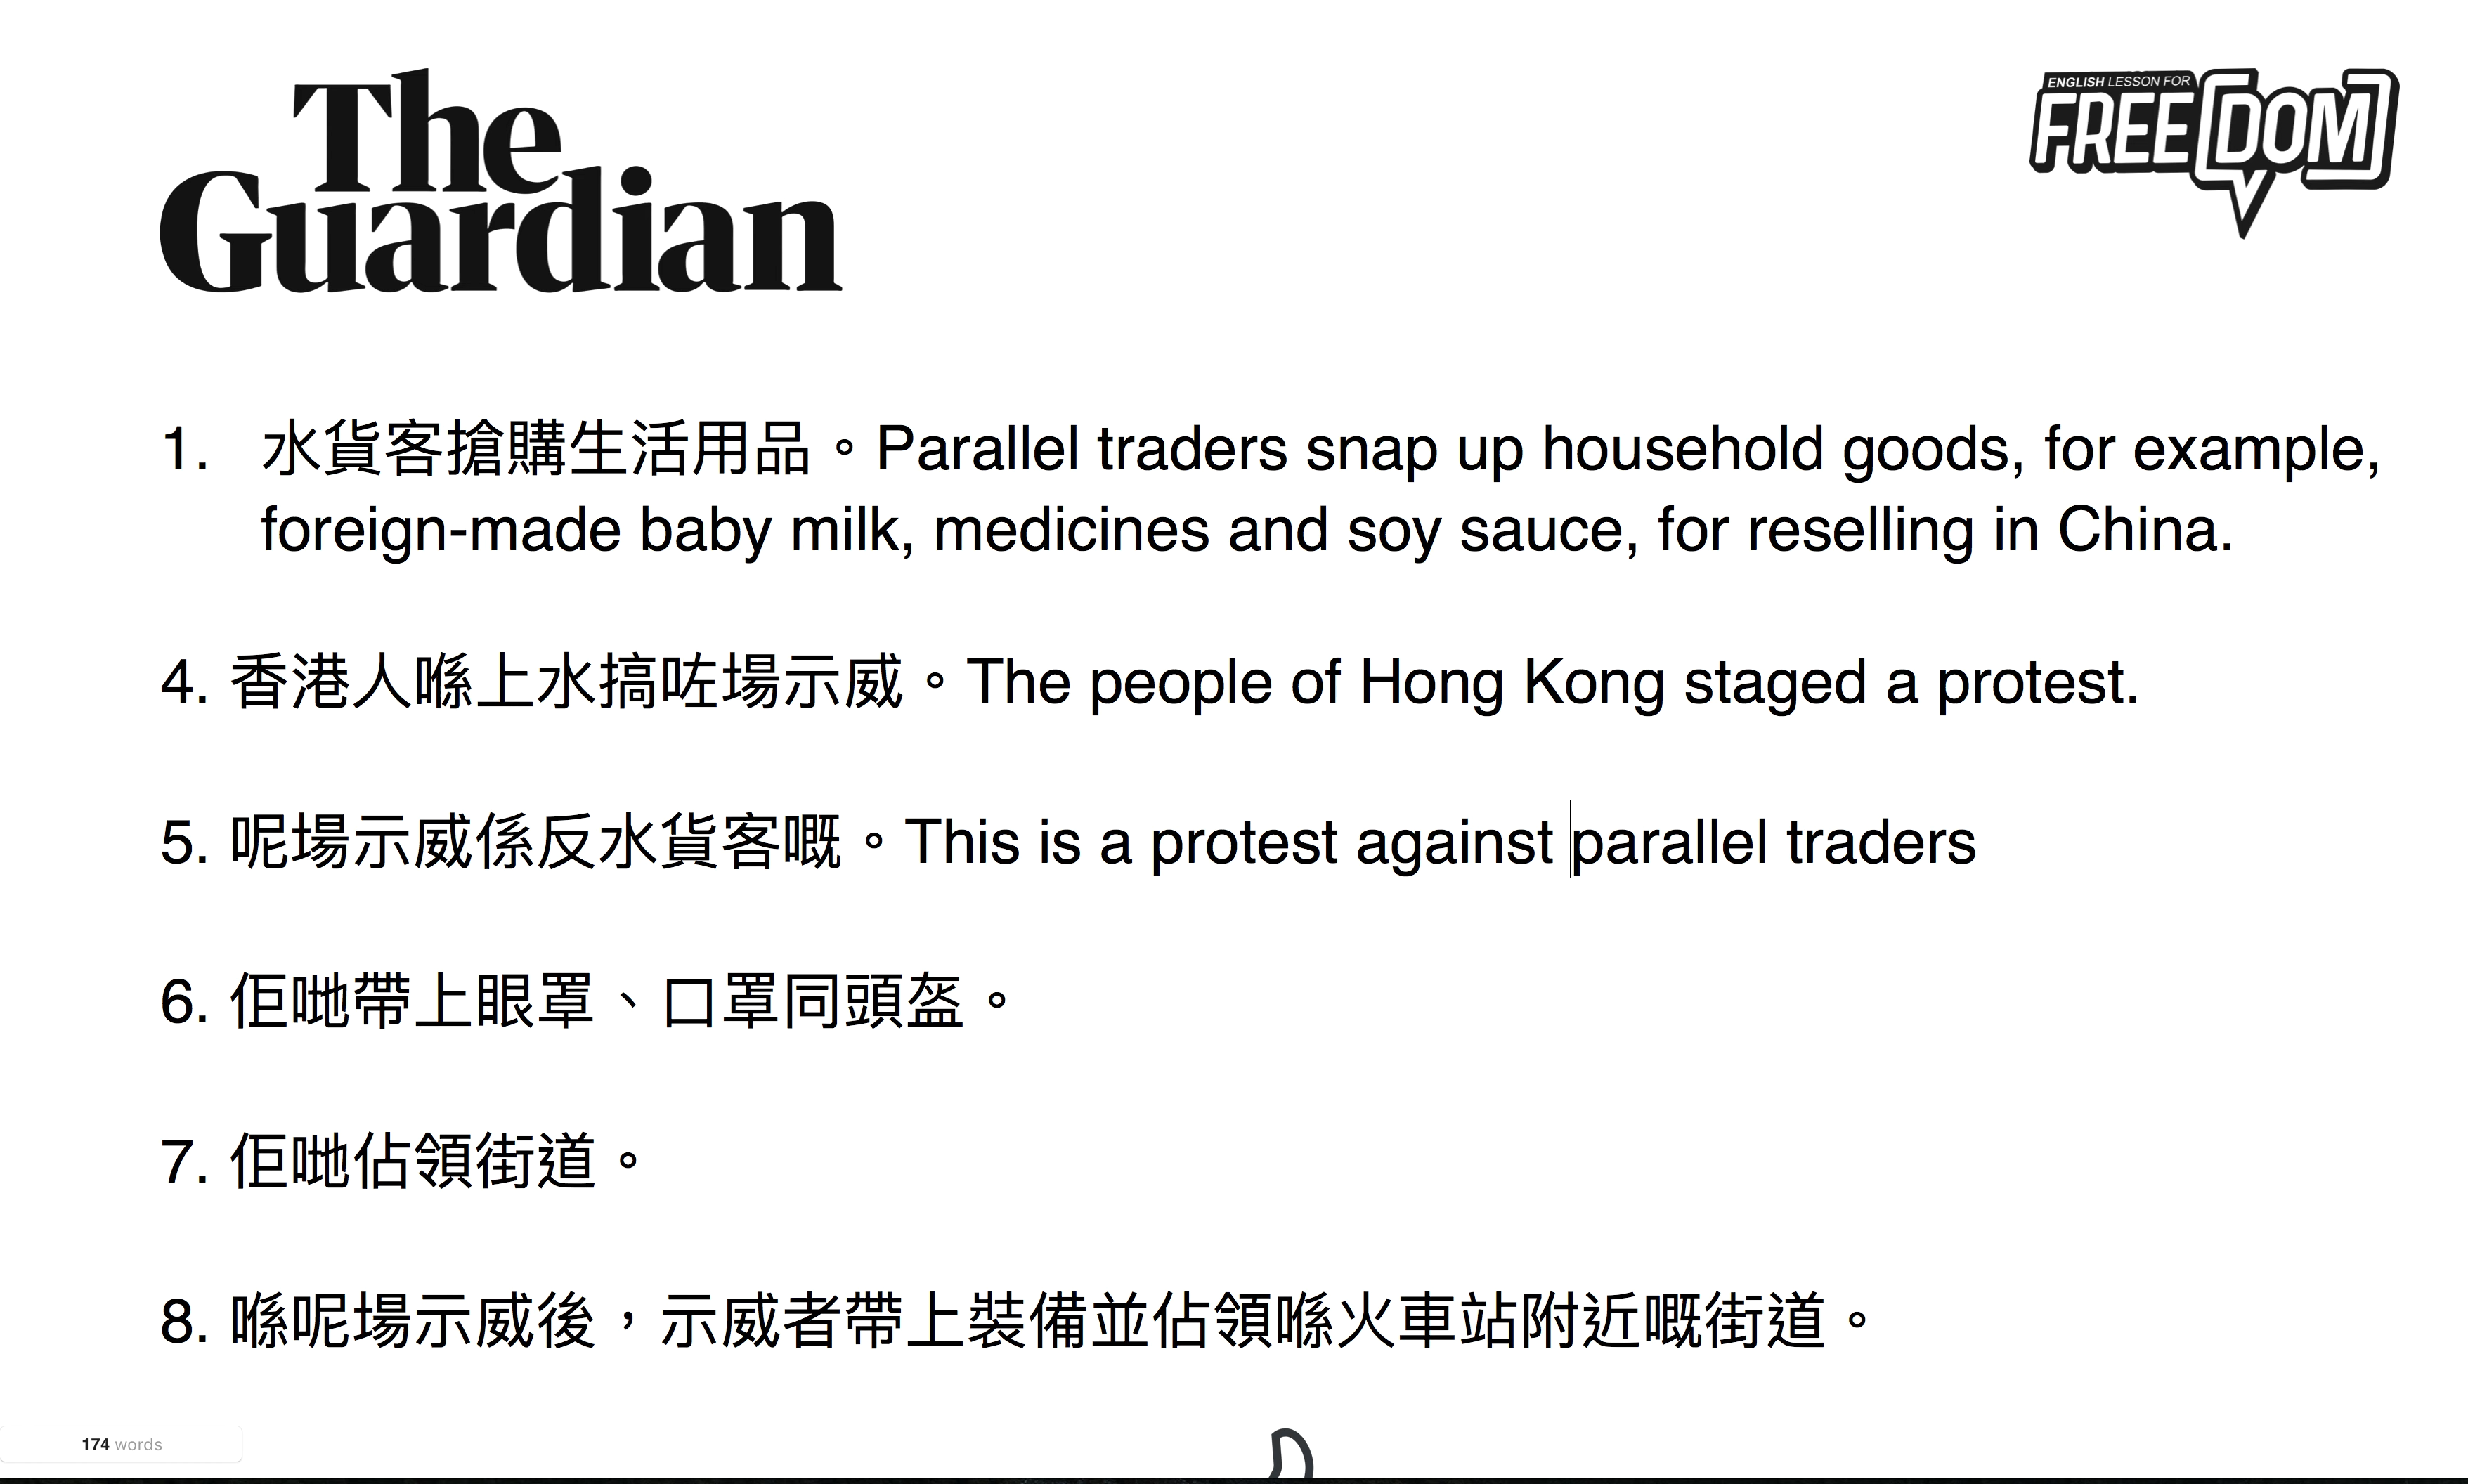 The
Guardian
ENGLISH LESSON FOR
FREE[DOM]
1. 水貨客搶購生活用品。Parallel traders snap up household goods, for example,
foreign-made baby milk, medicines and soy sauce, for reselling in China.
4. 香港人喺上水搞咗場示威。The people of Hong Kong staged a protest.
5. 呢場示威係反水貨客嘅。This is a protest against parallel traders
6. 佢哋帶上眼罩、口罩同頭盔。
7. 佢哋佔領街道。
8. 喺呢場示威後，示威者帶上裝備並佔領喺火車站附近嘅街道。
174 words